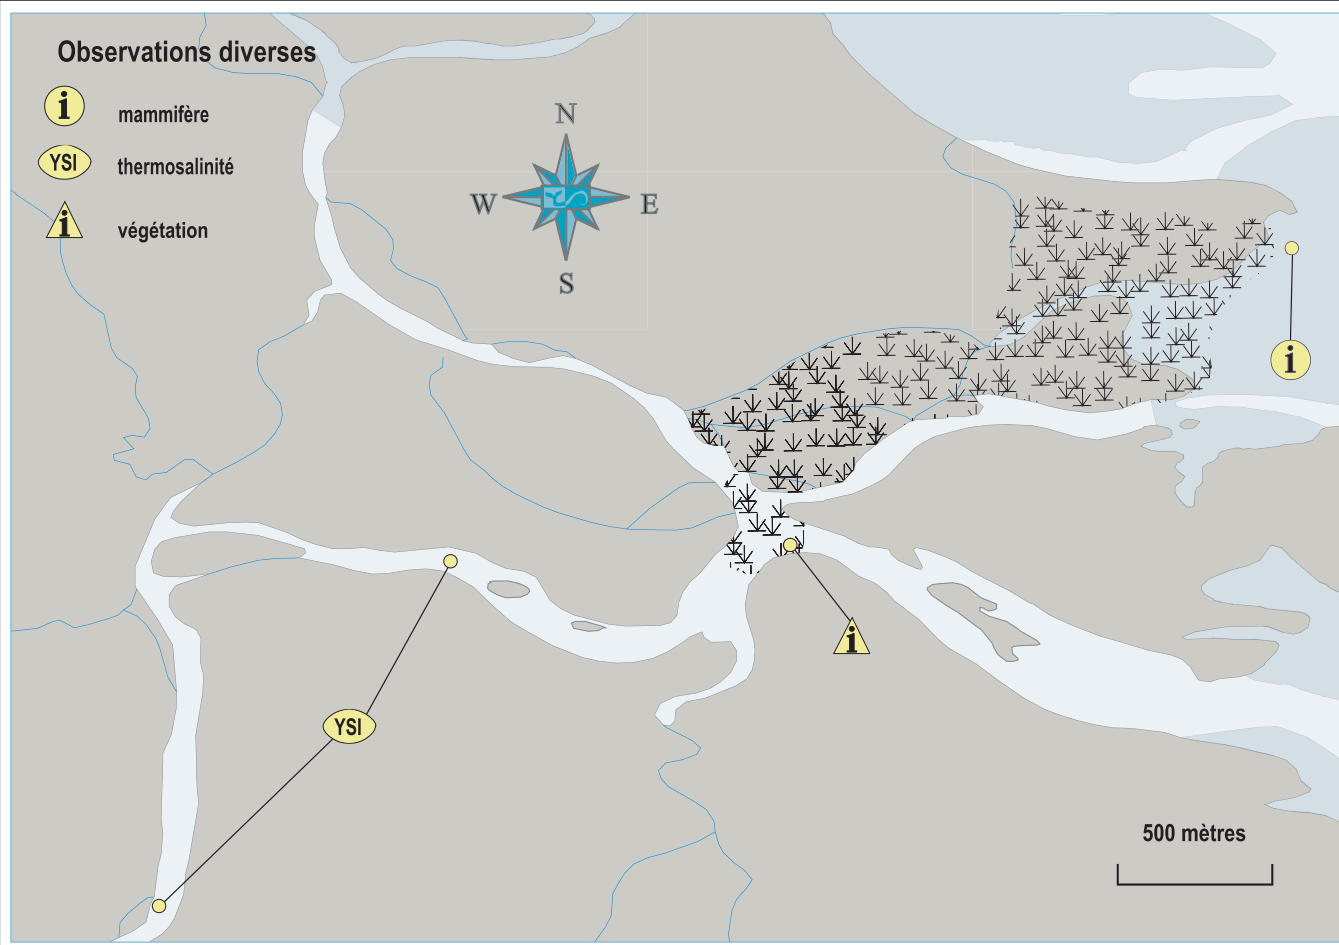 Observations diverses
i mammifère
YSI thermosalinité
i végétation
N
W E
S
i
i
YSI
500 mètres